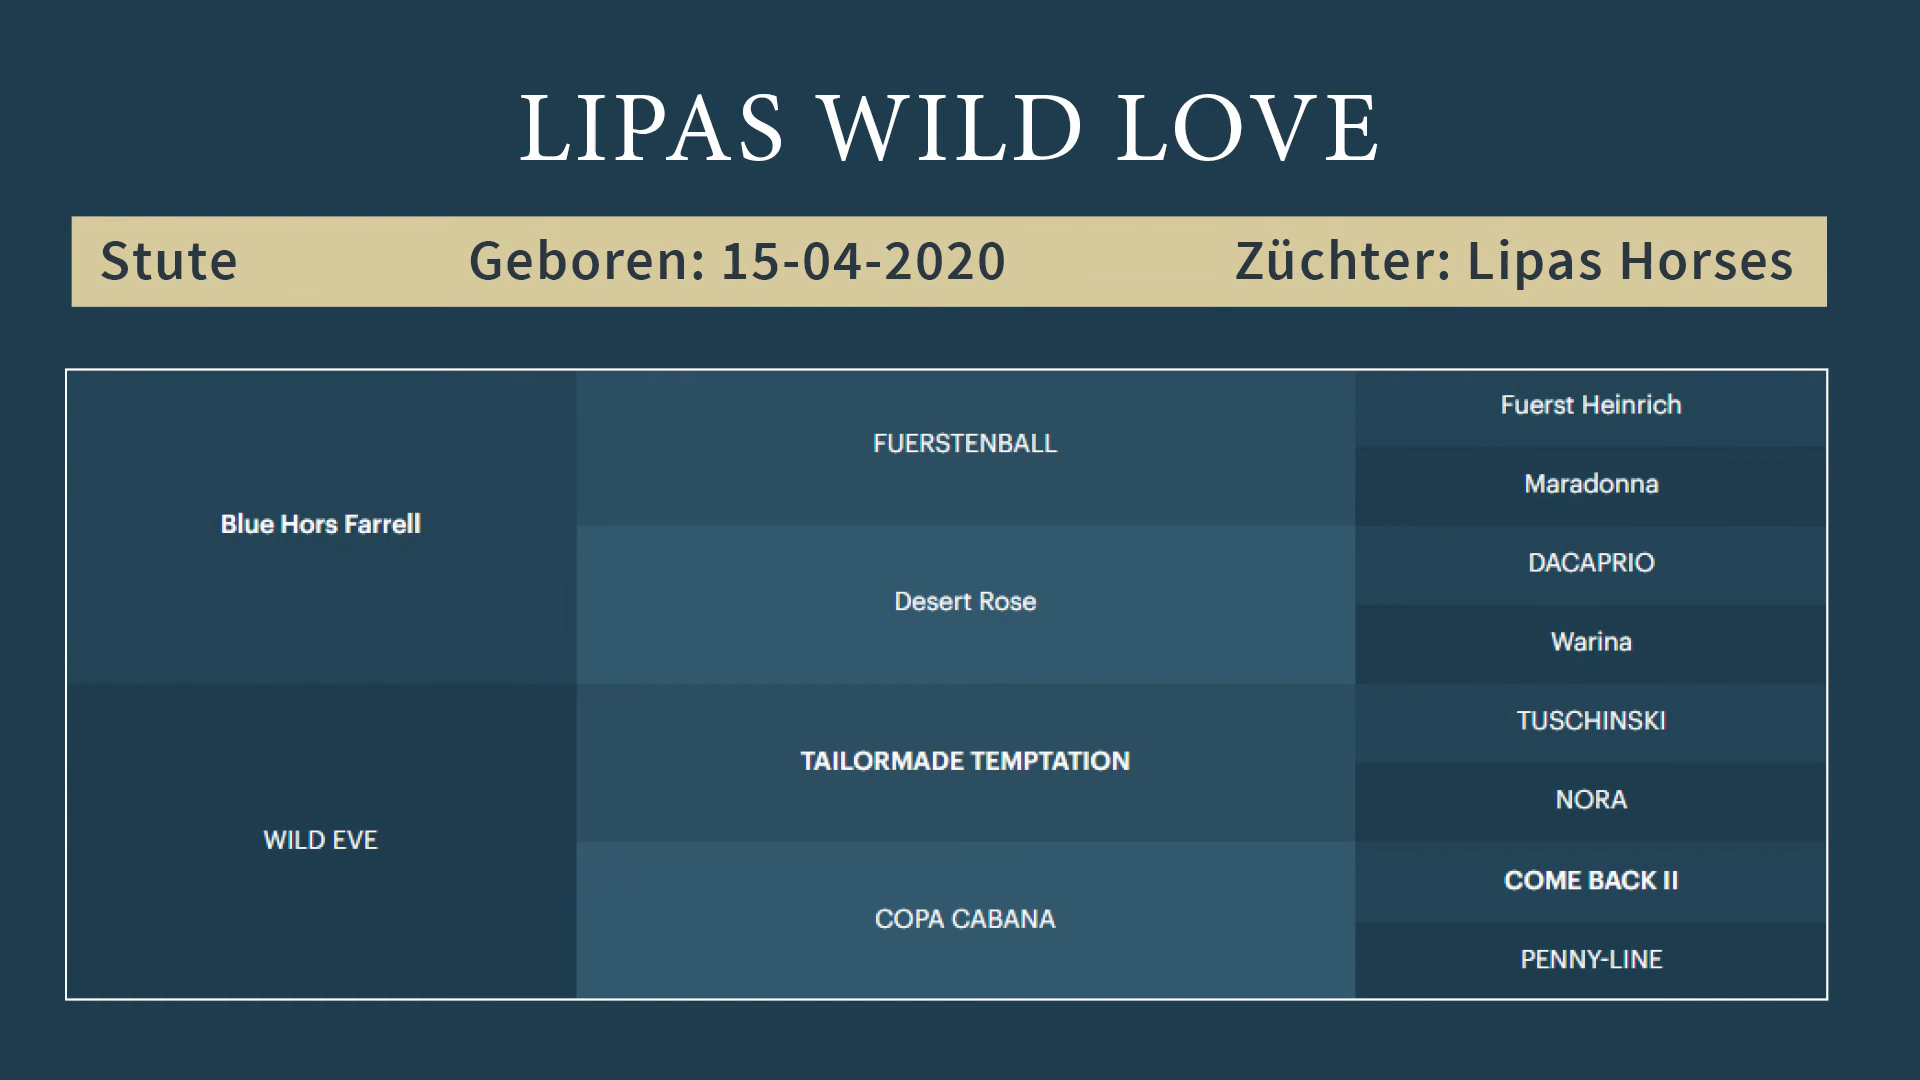 LIPAS WILD LOVE
Stute Geboren: 15-04-2020 Züchter: Lipas Horses
Blue Hors Farrell
FUERSTENBALL
Fuerst Heinrich
Maradonna
Desert Rose
DACAPRIO
Warina
WILD EVE
TAILORMADE TEMPTATION
TUSCHINSKI
NORA
COPA CABANA
COME BACK II
PENNY-LINE